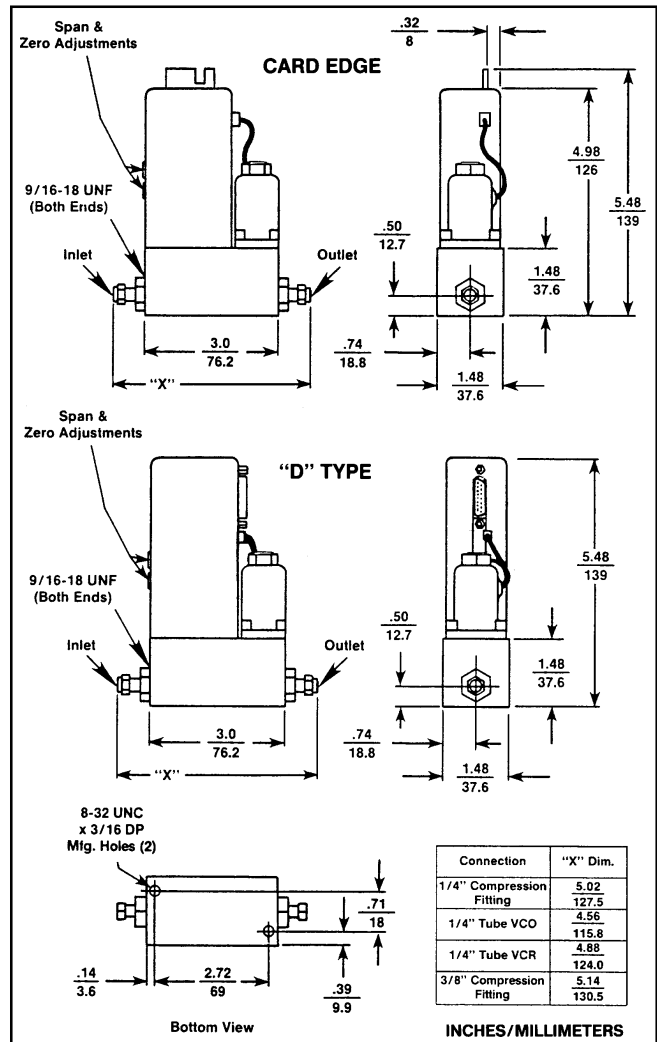 .32
8
Span &
Zero Adjustments
CARD EDGE
4.98
126
5.48
139
9/16-18 UNF
(Both Ends)
.50
12.7
Inlet
Outlet
1.48
37.6
3.0
76.2
.74
18.8
"X"
1.48
37.6
Span &
Zero Adjustments
"D" TYPE
5.48
139
9/16-18 UNF
(Both Ends)
.50
12.7
Inlet
Outlet
1.48
37.6
3.0
76.2
.74
18.8
"X"
1.48
37.6
8-32 UNC
x 3/16 DP
Mfg. Holes (2)
.71
18
.14
3.6
2.72
69
.39
9.9
Bottom View
Connection "X" Dim.
1/4" Compression
Fitting
5.02
127.5
1/4" Tube VCO
4.56
115.8
1/4" Tube VCR
4.88
124.0
3/8" Compression
Fitting
5.14
130.5
INCHES/MILLIMETERS